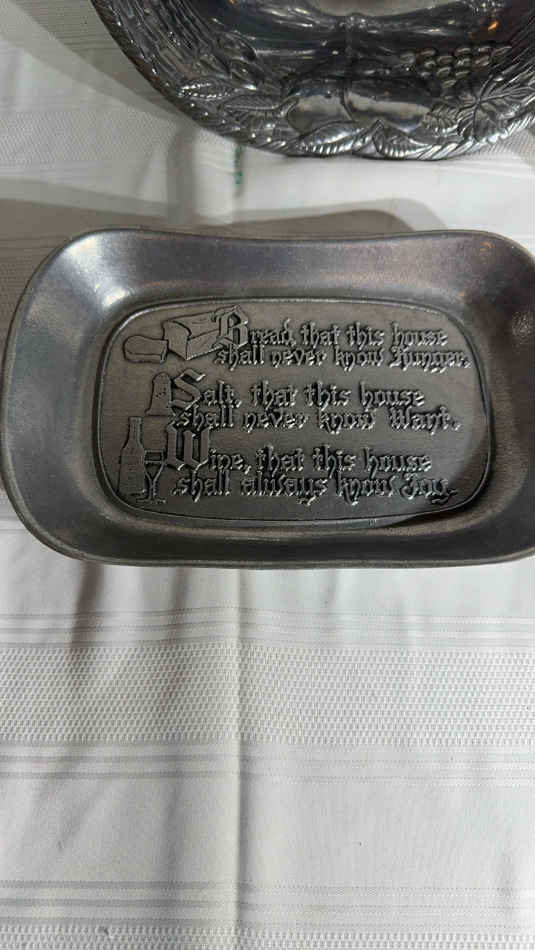 Bread, that this house
shall never know Hunger.
Salt, that this house
shall never know Want.
Wine, that this house
shall always know Joy.